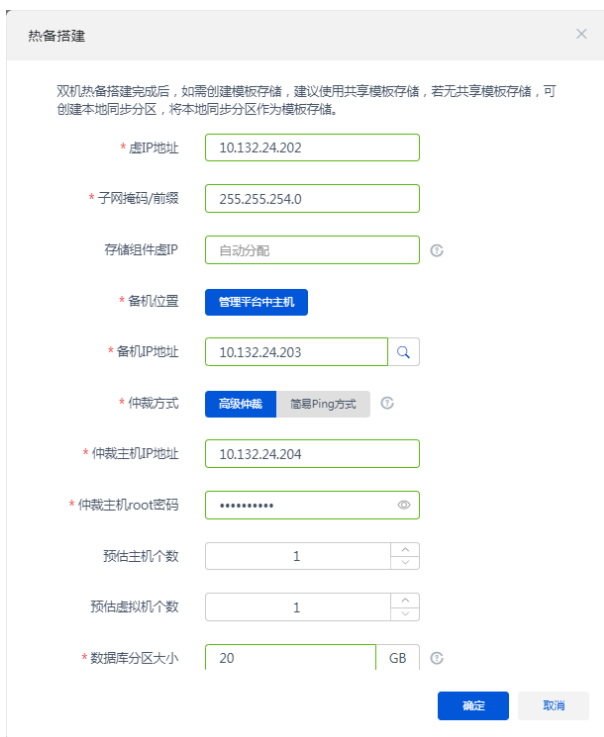 热备搭建
双机热备搭建完成后，如需创建模板存储，建议使用共享模板存储，若无共享模板存储，可
创建本地同步分区，将本地同步分区作为模板存储。
* 虚IP地址 10.132.24.202
* 子网掩码/前缀 255.255.254.0
存储组件虚IP 自动分配
* 备机位置 管理平台中主机
* 备机IP地址 10.132.24.203
* 仲裁方式 高级仲裁 简易Ping方式
* 仲裁主机IP地址 10.132.24.204
* 仲裁主机root密码 ••••••••••
预估主机个数 1
预估虚拟机个数 1
* 数据库分区大小 20 GB
确定 取消